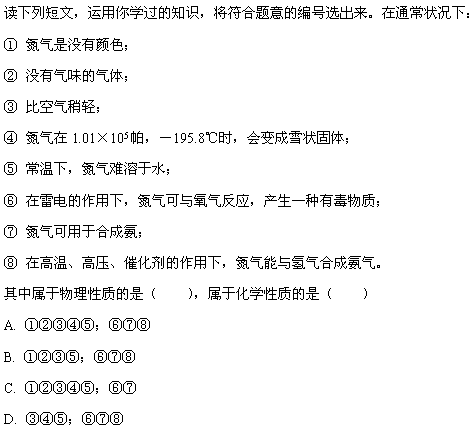 读下列短文，运用你学过的知识，将符合题意的编号选出来。在通常状况下：
① 氮气是没有颜色；
② 没有气味的气体；
③ 比空气稍轻；
④ 氮气在 1.01×10⁵帕，－195.8℃时，会变成雪状固体；
⑤ 常温下，氮气难溶于水；
⑥ 在雷电的作用下，氮气可与氧气反应，产生一种有毒物质；
⑦ 氮气可用于合成氨；
⑧ 在高温、高压、催化剂的作用下，氮气能与氢气合成氨气。
其中属于物理性质的是（　　），属于化学性质的是（　　）
A. ①②③④⑤；⑥⑦⑧
B. ①②③⑤；⑥⑦⑧
C. ①②③④⑤；⑥⑦
D. ③④⑤；⑥⑦⑧